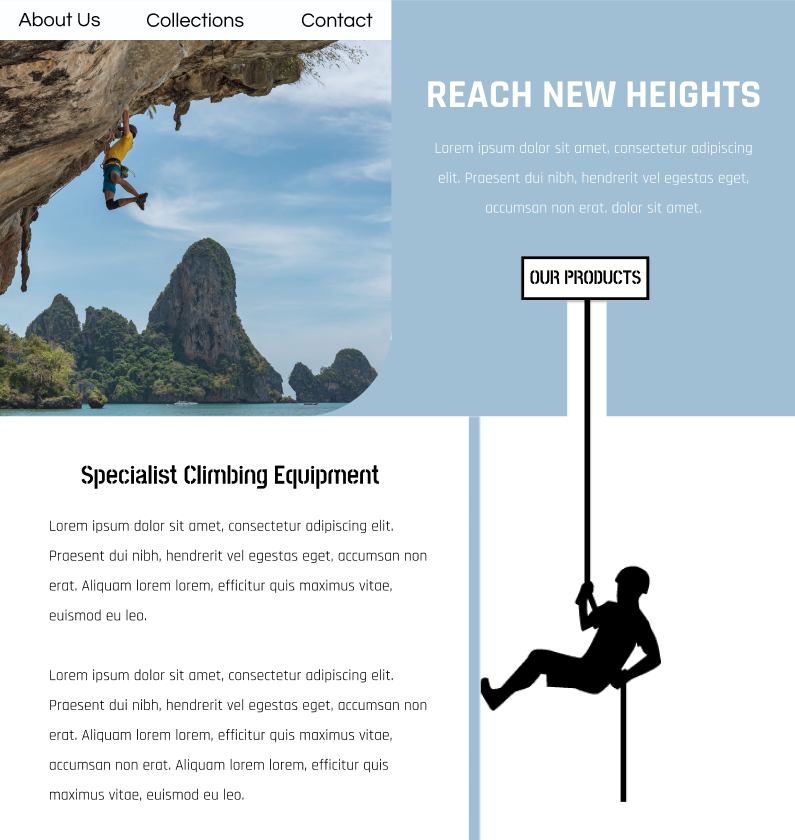 About Us Collections Contact
REACH NEW HEIGHTS
Lorem ipsum dolor sit amet, consectetur adipiscing
elit. Praesent dui nibh, hendrerit vel egestas eget,
accumsan non erat. dolor sit amet.
OUR PRODUCTS
Specialist Climbing Equipment
Lorem ipsum dolor sit amet, consectetur adipiscing elit.
Praesent dui nibh, hendrerit vel egestas eget, accumsan non
erat. Aliquam lorem lorem, efficitur quis maximus vitae,
euismod eu leo.
Lorem ipsum dolor sit amet, consectetur adipiscing elit.
Praesent dui nibh, hendrerit vel egestas eget, accumsan non
erat. Aliquam lorem lorem, efficitur quis maximus vitae,
accumsan non erat. Aliquam lorem lorem, efficitur quis
maximus vitae, euismod eu leo.